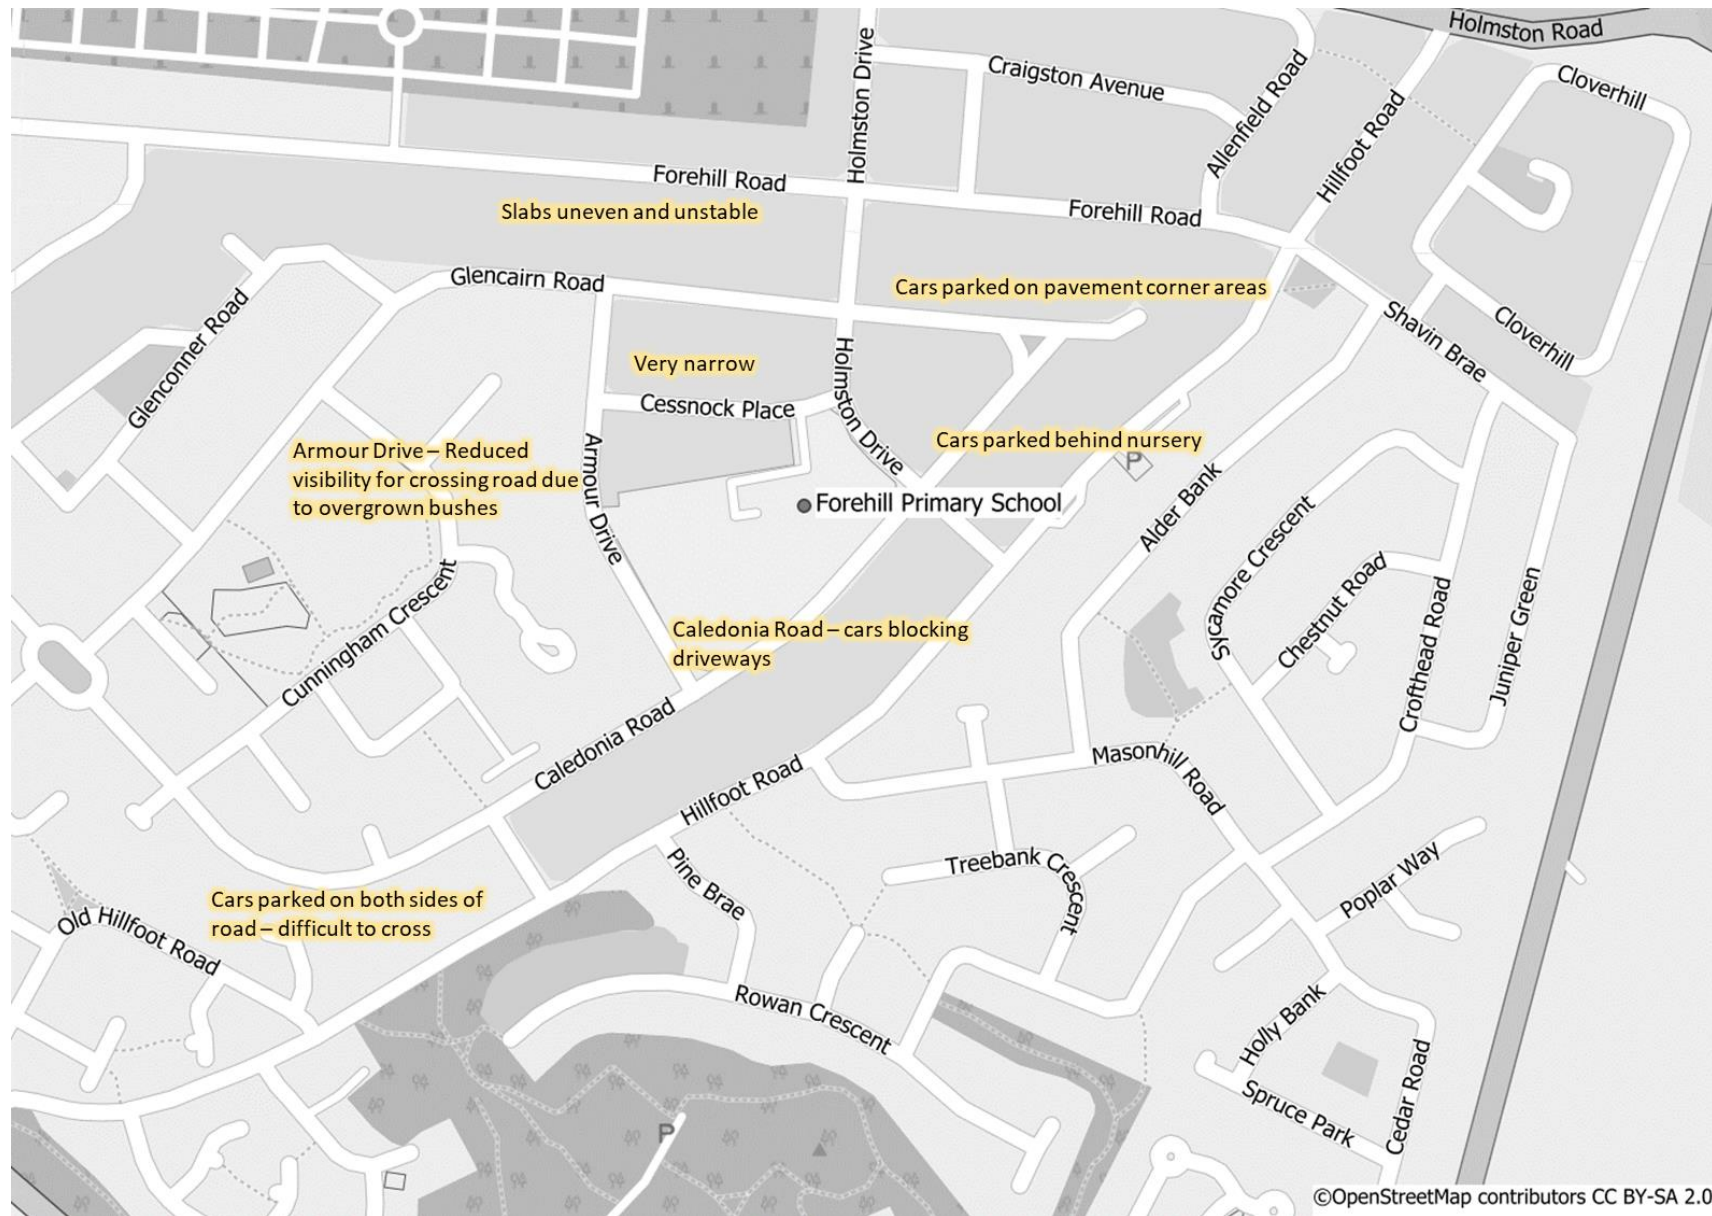 Holmston Road
Holmston Drive
Craigston Avenue
Allenfield Road
Hillfoot Road
Cloverhill
Forehill Road
Forehill Road
Slabs uneven and unstable
Glencairn Road
Cars parked on pavement corner areas
Shavin Brae
Cloverhill
Glenconner Road
Very narrow
Holmston Drive
Cessnock Place
Armour Drive – Reduced
visibility for crossing road due
to overgrown bushes
Armour Drive
Cars parked behind nursery
P
Forehill Primary School
Alder Bank
Sycamore Crescent
Chestnut Road
Crofthead Road
Juniper Green
Cunningham Crescent
Caledonia Road – cars blocking
driveways
Caledonia Road
Hillfoot Road
Masonhill Road
Pine Brae
Treebank Crescent
Poplar Way
Cars parked on both sides of
road – difficult to cross
Old Hillfoot Road
Rowan Crescent
Holly Bank
Spruce Park
Cedar Road
P
©OpenStreetMap contributors CC BY-SA 2.0